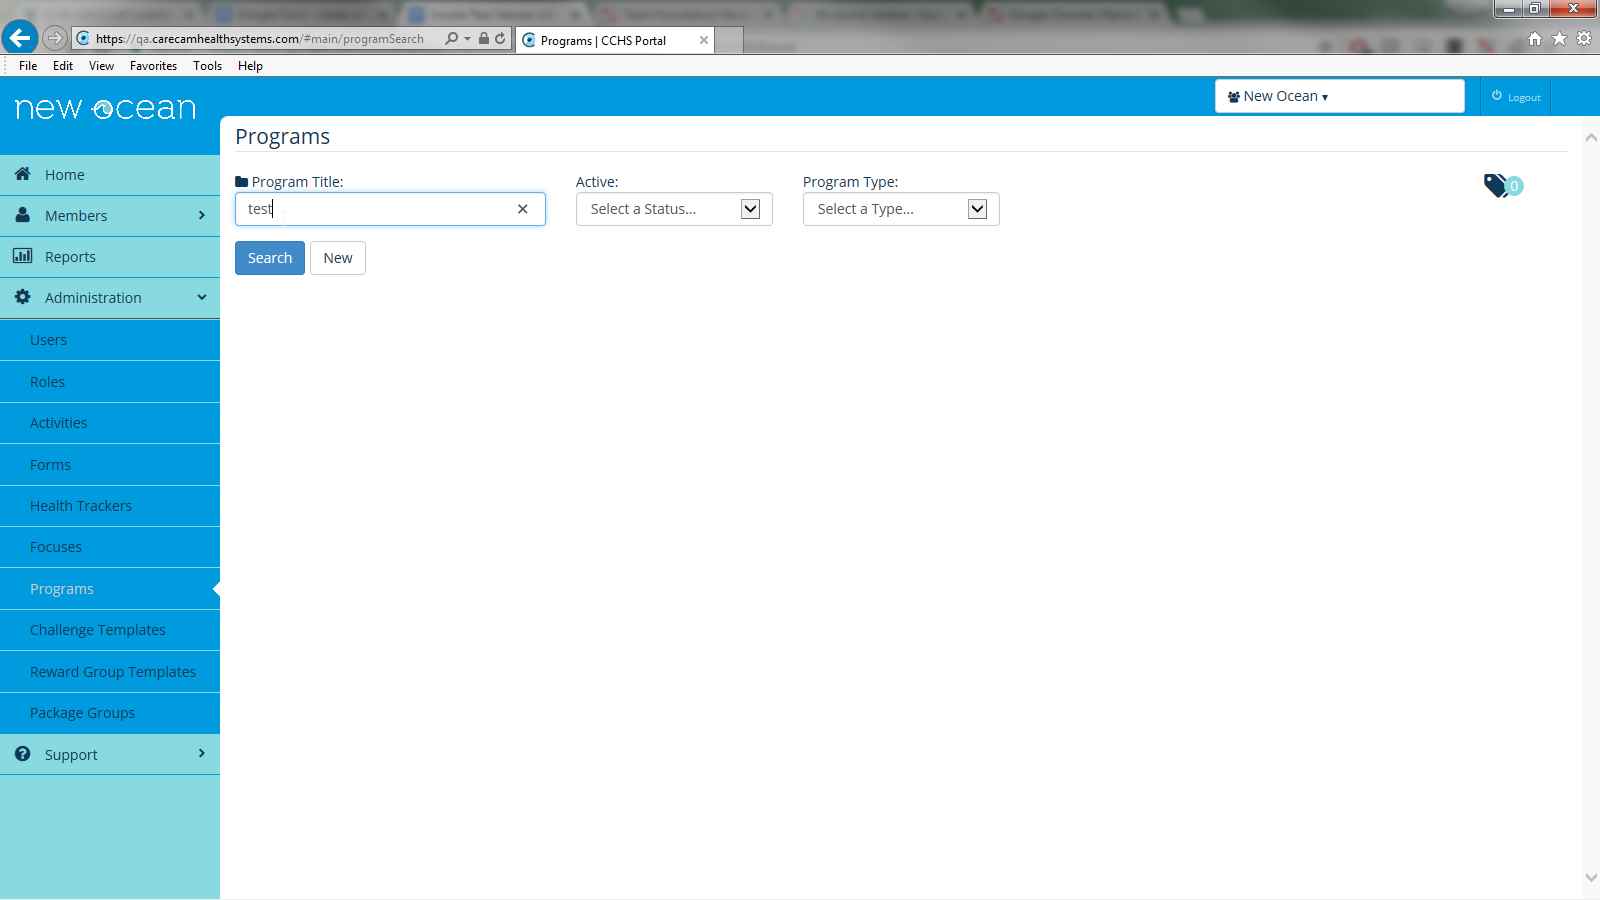 https://qa.carecamhealthsystems.com/#main/programSearch
Programs | CCHS Portal
File Edit View Favorites Tools Help
new ocean
New Ocean ▾
Logout
Programs
Home
Members
Reports
Administration
Users
Roles
Activities
Forms
Health Trackers
Focuses
Programs
Challenge Templates
Reward Group Templates
Package Groups
Support
Program Title:
test
Active:
Select a Status...
Program Type:
Select a Type...
0
Search
New